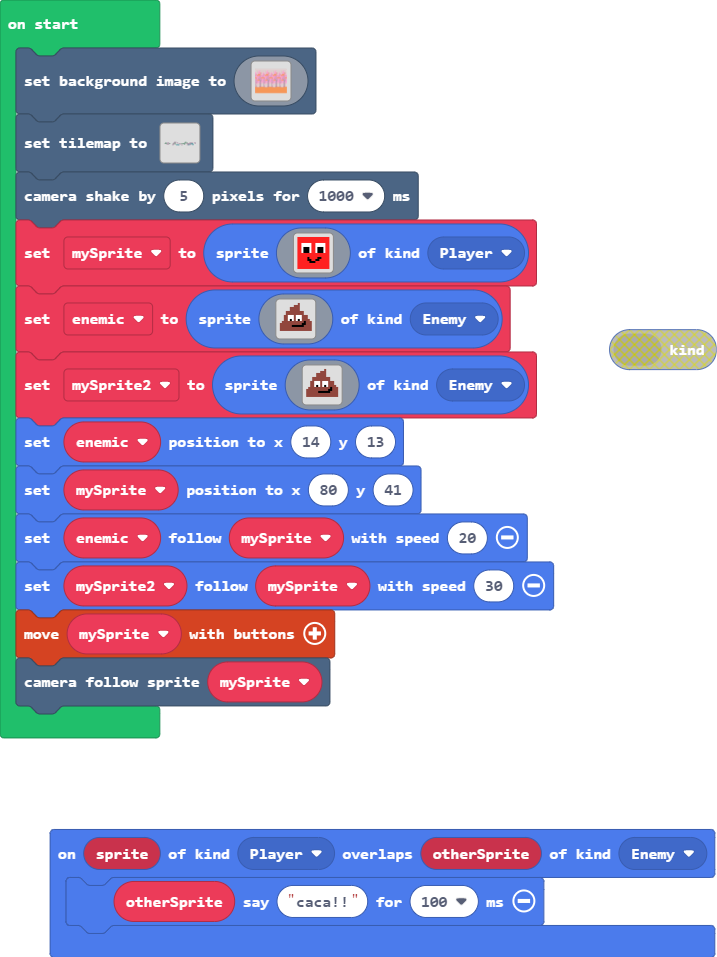 on start
set background image to
set tilemap to
camera shake by 5 pixels for 1000 ms
set mySprite to sprite of kind Player
set enemic to sprite of kind Enemy
kind
set mySprite2 to sprite of kind Enemy
set enemic position to x 14 y 13
set mySprite position to x 80 y 41
set enemic follow mySprite with speed 20
set mySprite2 follow mySprite with speed 30
move mySprite with buttons
camera follow sprite mySprite
on sprite of kind Player overlaps otherSprite of kind Enemy
otherSprite say "caca!!" for 100 ms